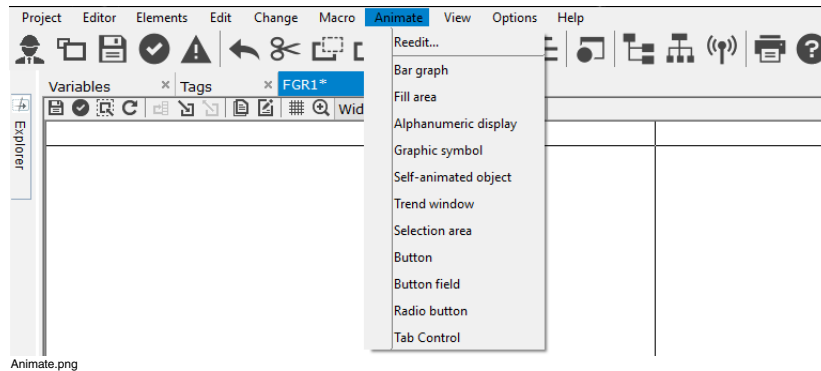 Project Editor Elements Edit Change Macro Animate View Options Help
Variables × Tags × FGR1*
Wid
Explorer
Reedit...
Bar graph
Fill area
Alphanumeric display
Graphic symbol
Self-animated object
Trend window
Selection area
Button
Button field
Radio button
Tab Control
Animate.png